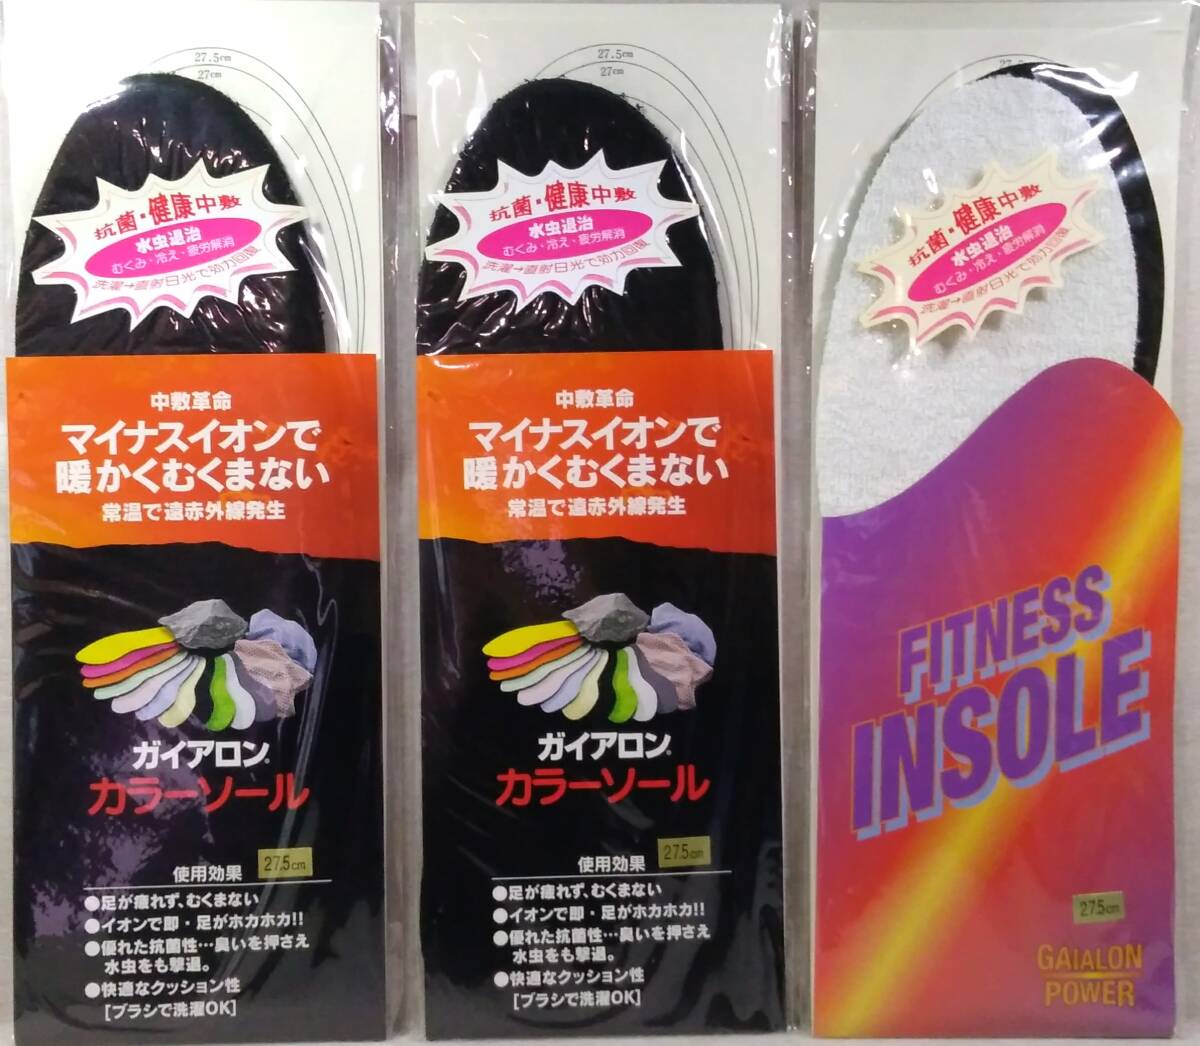 27.5cm
27cm
抗菌・健康中敷
水虫退治
むくみ・冷え・疲労解消
洗濯→直射日光で効力回復
中敷革命
マイナスイオンで
暖かくむくまない
常温で遠赤外線発生
ガイアロン®
カラーソール
使用効果
27.5cm
●足が疲れず、むくまない
●イオンで即・足がホカホカ!!
●優れた抗菌性…臭いを押さえ
水虫をも撃退。
●快適なクッション性
[ブラシで洗濯OK]
27.5cm
27cm
抗菌・健康中敷
水虫退治
むくみ・冷え・疲労解消
洗濯→直射日光で効力回復
中敷革命
マイナスイオンで
暖かくむくまない
常温で遠赤外線発生
ガイアロン®
カラーソール
使用効果
27.5cm
●足が疲れず、むくまない
●イオンで即・足がホカホカ!!
●優れた抗菌性…臭いを押さえ
水虫をも撃退。
●快適なクッション性
[ブラシで洗濯OK]
抗菌・健康中敷
水虫退治
むくみ・冷え・疲労解消
洗濯→直射日光で効力回復
FITNESS
INSOLE
27.5cm
GAIALON
POWER